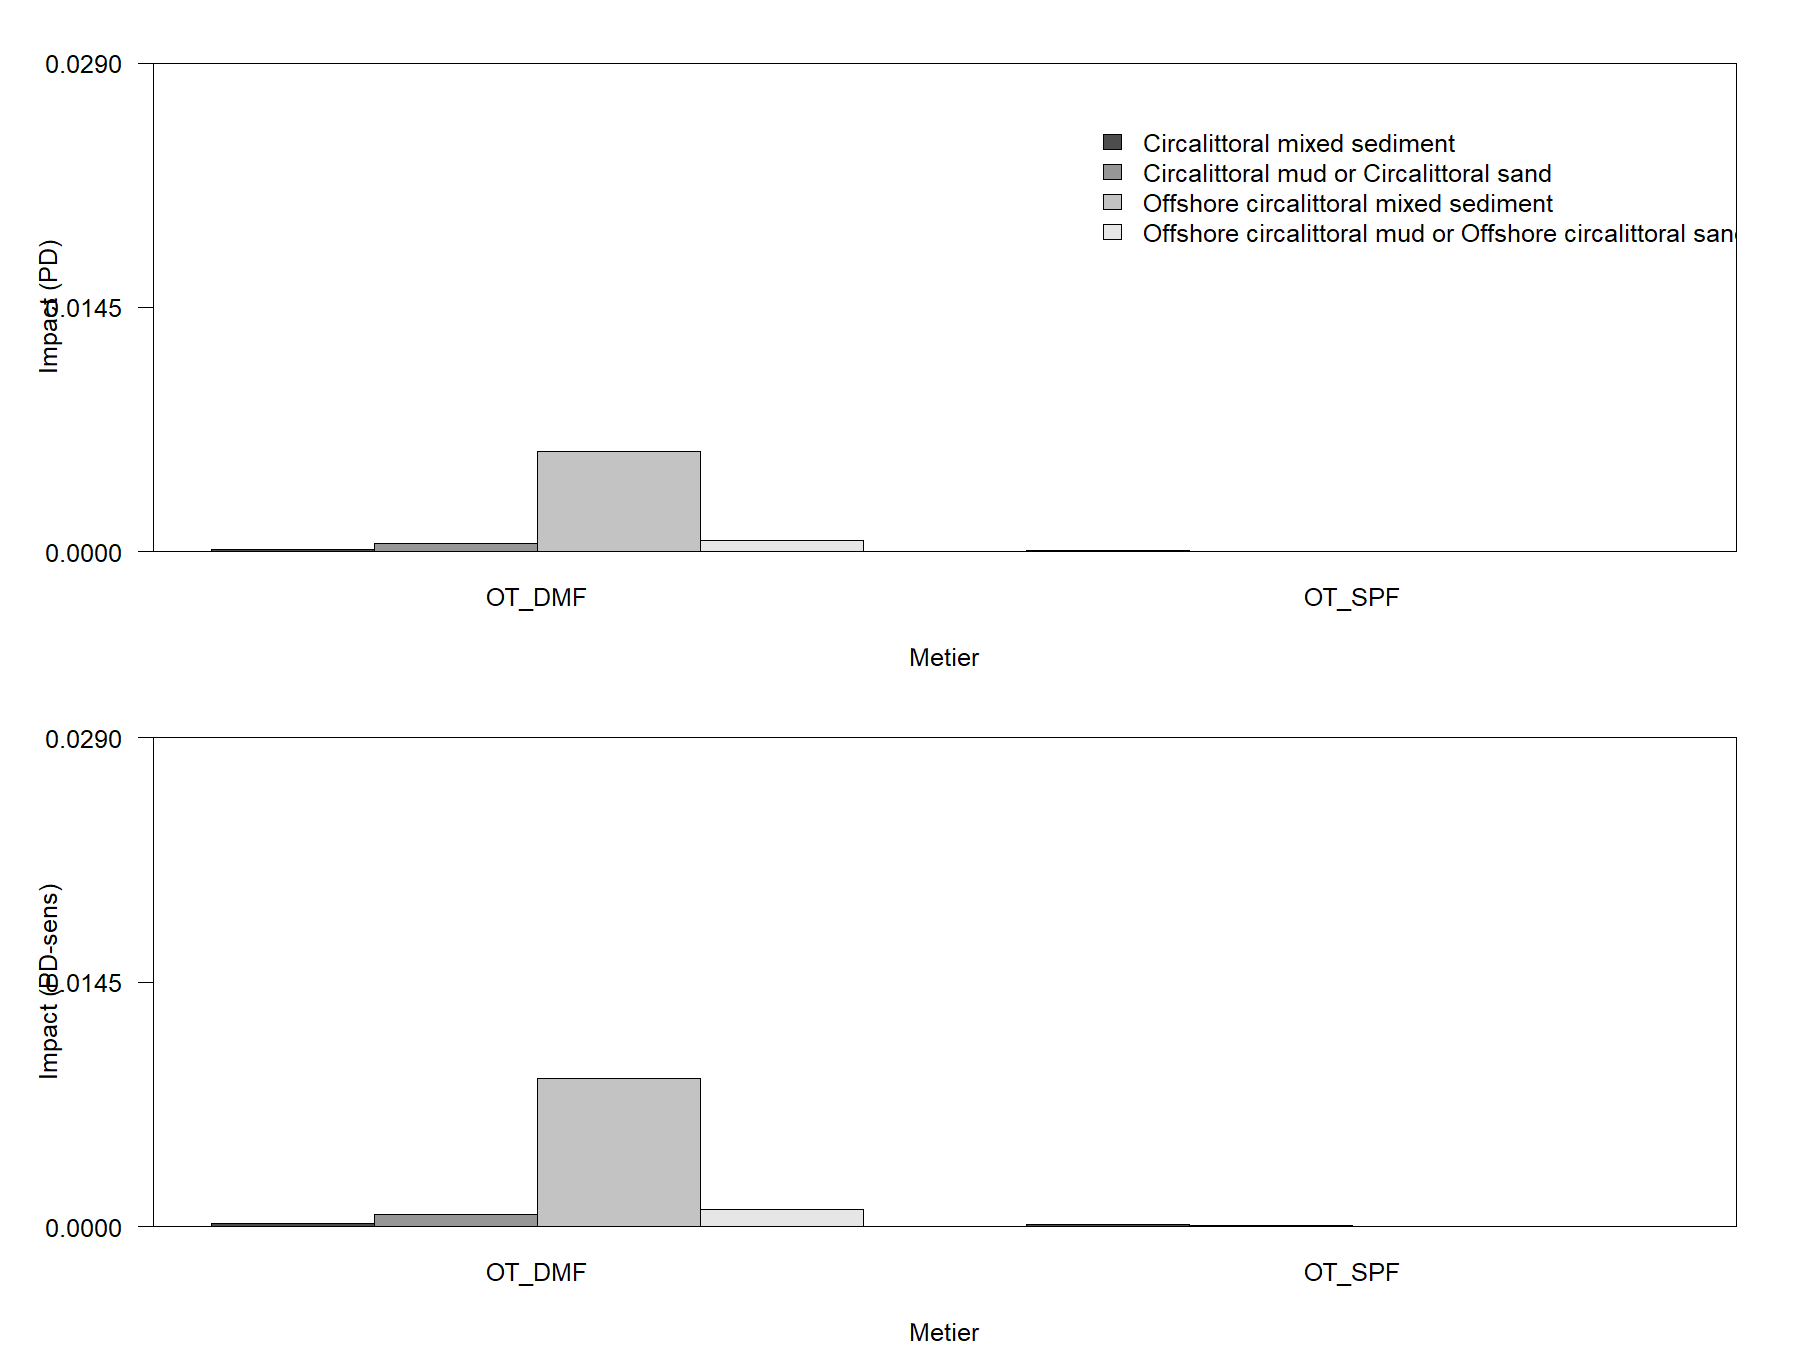 0.0290
Circalittoral mixed sediment
Circalittoral mud or Circalittoral sand
Offshore circalittoral mixed sediment
Offshore circalittoral mud or Offshore circalittoral san
Impact (PD)
0.0145
0.0000
OT_DMF OT_SPF
Metier
0.0290
Impact (PD-sens)
0.0145
0.0000
OT_DMF OT_SPF
Metier